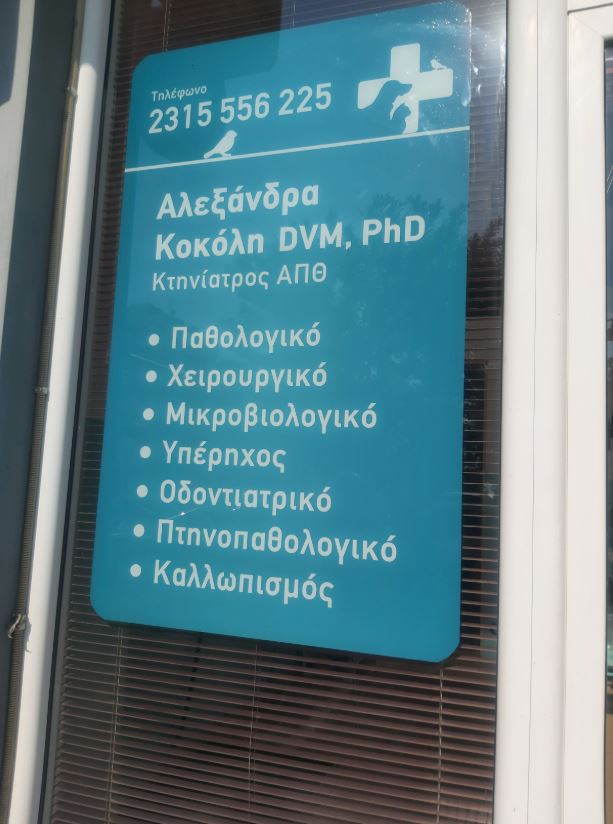 Τηλέφωνο
2315 556 225
Αλεξάνδρα
Κοκόλη DVM, PhD
Κτηνίατρος ΑΠΘ
• Παθολογικό
• Χειρουργικό
• Μικροβιολογικό
• Υπέρηχος
• Οδοντιατρικό
• Πτηνοπαθολογικό
• Καλλωπισμός